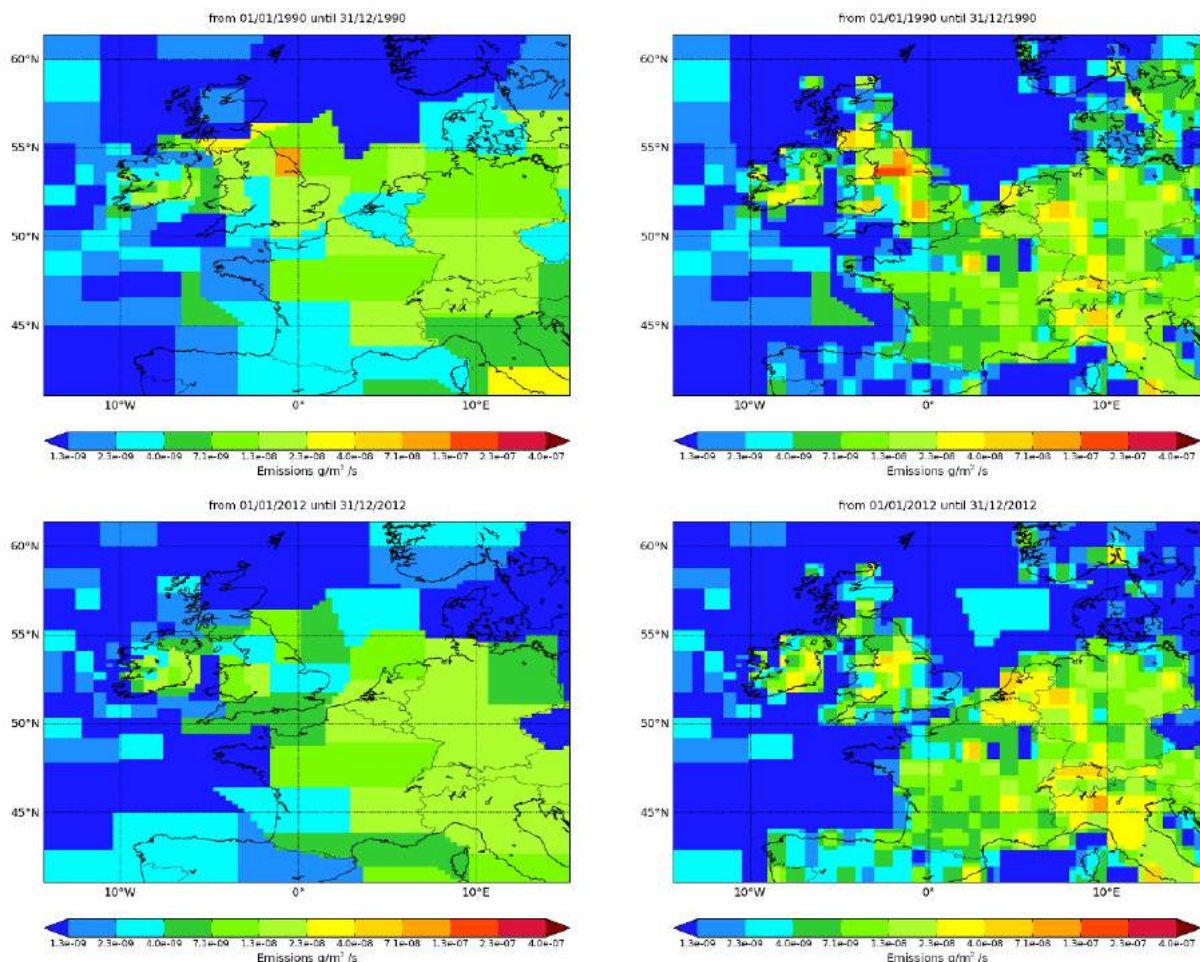 from 01/01/1990 until 31/12/1990
60°N
55°N
50°N
45°N
10°W 0° 10°E
1.3e-09 2.3e-09 4.0e-09 7.1e-09 1.3e-08 2.3e-08 4.0e-08 7.1e-08 1.3e-07 2.3e-07 4.0e-07
Emissions g/m² /s
from 01/01/1990 until 31/12/1990
60°N
55°N
50°N
45°N
10°W 0° 10°E
1.3e-09 2.3e-09 4.0e-09 7.1e-09 1.3e-08 2.3e-08 4.0e-08 7.1e-08 1.3e-07 2.3e-07 4.0e-07
Emissions g/m² /s
from 01/01/2012 until 31/12/2012
60°N
55°N
50°N
45°N
10°W 0° 10°E
1.3e-09 2.3e-09 4.0e-09 7.1e-09 1.3e-08 2.3e-08 4.0e-08 7.1e-08 1.3e-07 2.3e-07 4.0e-07
Emissions g/m² /s
from 01/01/2012 until 31/12/2012
60°N
55°N
50°N
45°N
10°W 0° 10°E
1.3e-09 2.3e-09 4.0e-09 7.1e-09 1.3e-08 2.3e-08 4.0e-08 7.1e-08 1.3e-07 2.3e-07 4.0e-07
Emissions g/m² /s